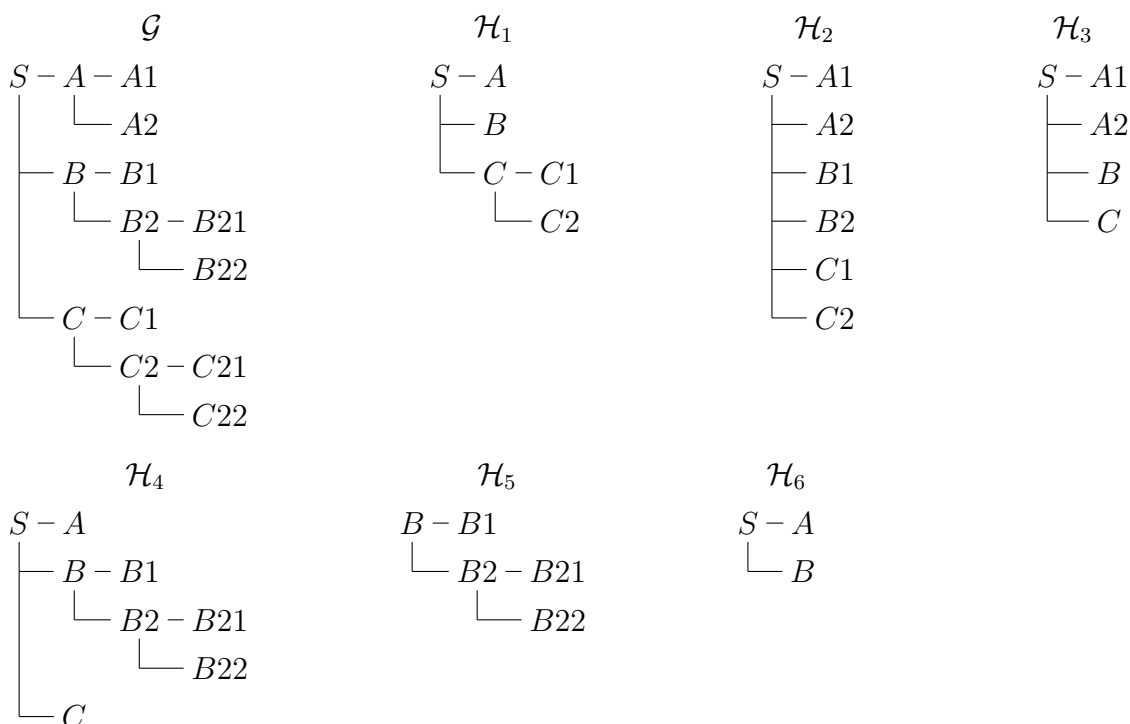 𝒢 ℋ₁ ℋ₂ ℋ₃
S – A – A1 S – A S – A1 S – A1
A2 B A2 A2
B – B1 C – C1 B1 B
B2 – B21 C2 B2 C
B22 C1
C – C1 C2
C2 – C21
C22
ℋ₄ ℋ₅ ℋ₆
S – A B – B1 S – A
B – B1 B2 – B21 B
B2 – B21 B22
B22
C